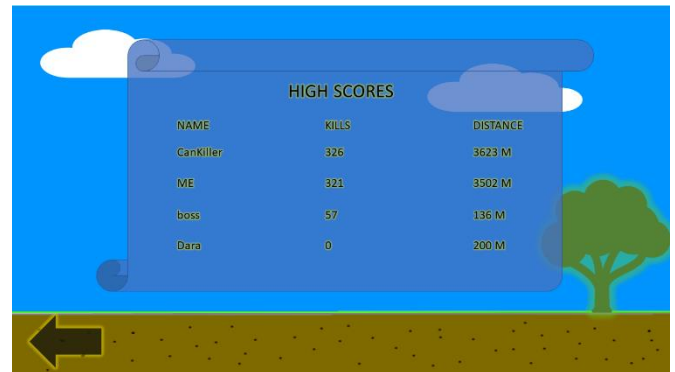 HIGH SCORES
NAME KILLS DISTANCE
CanKiller 326 3623 M
ME 321 3502 M
boss 57 136 M
Dara 0 200 M